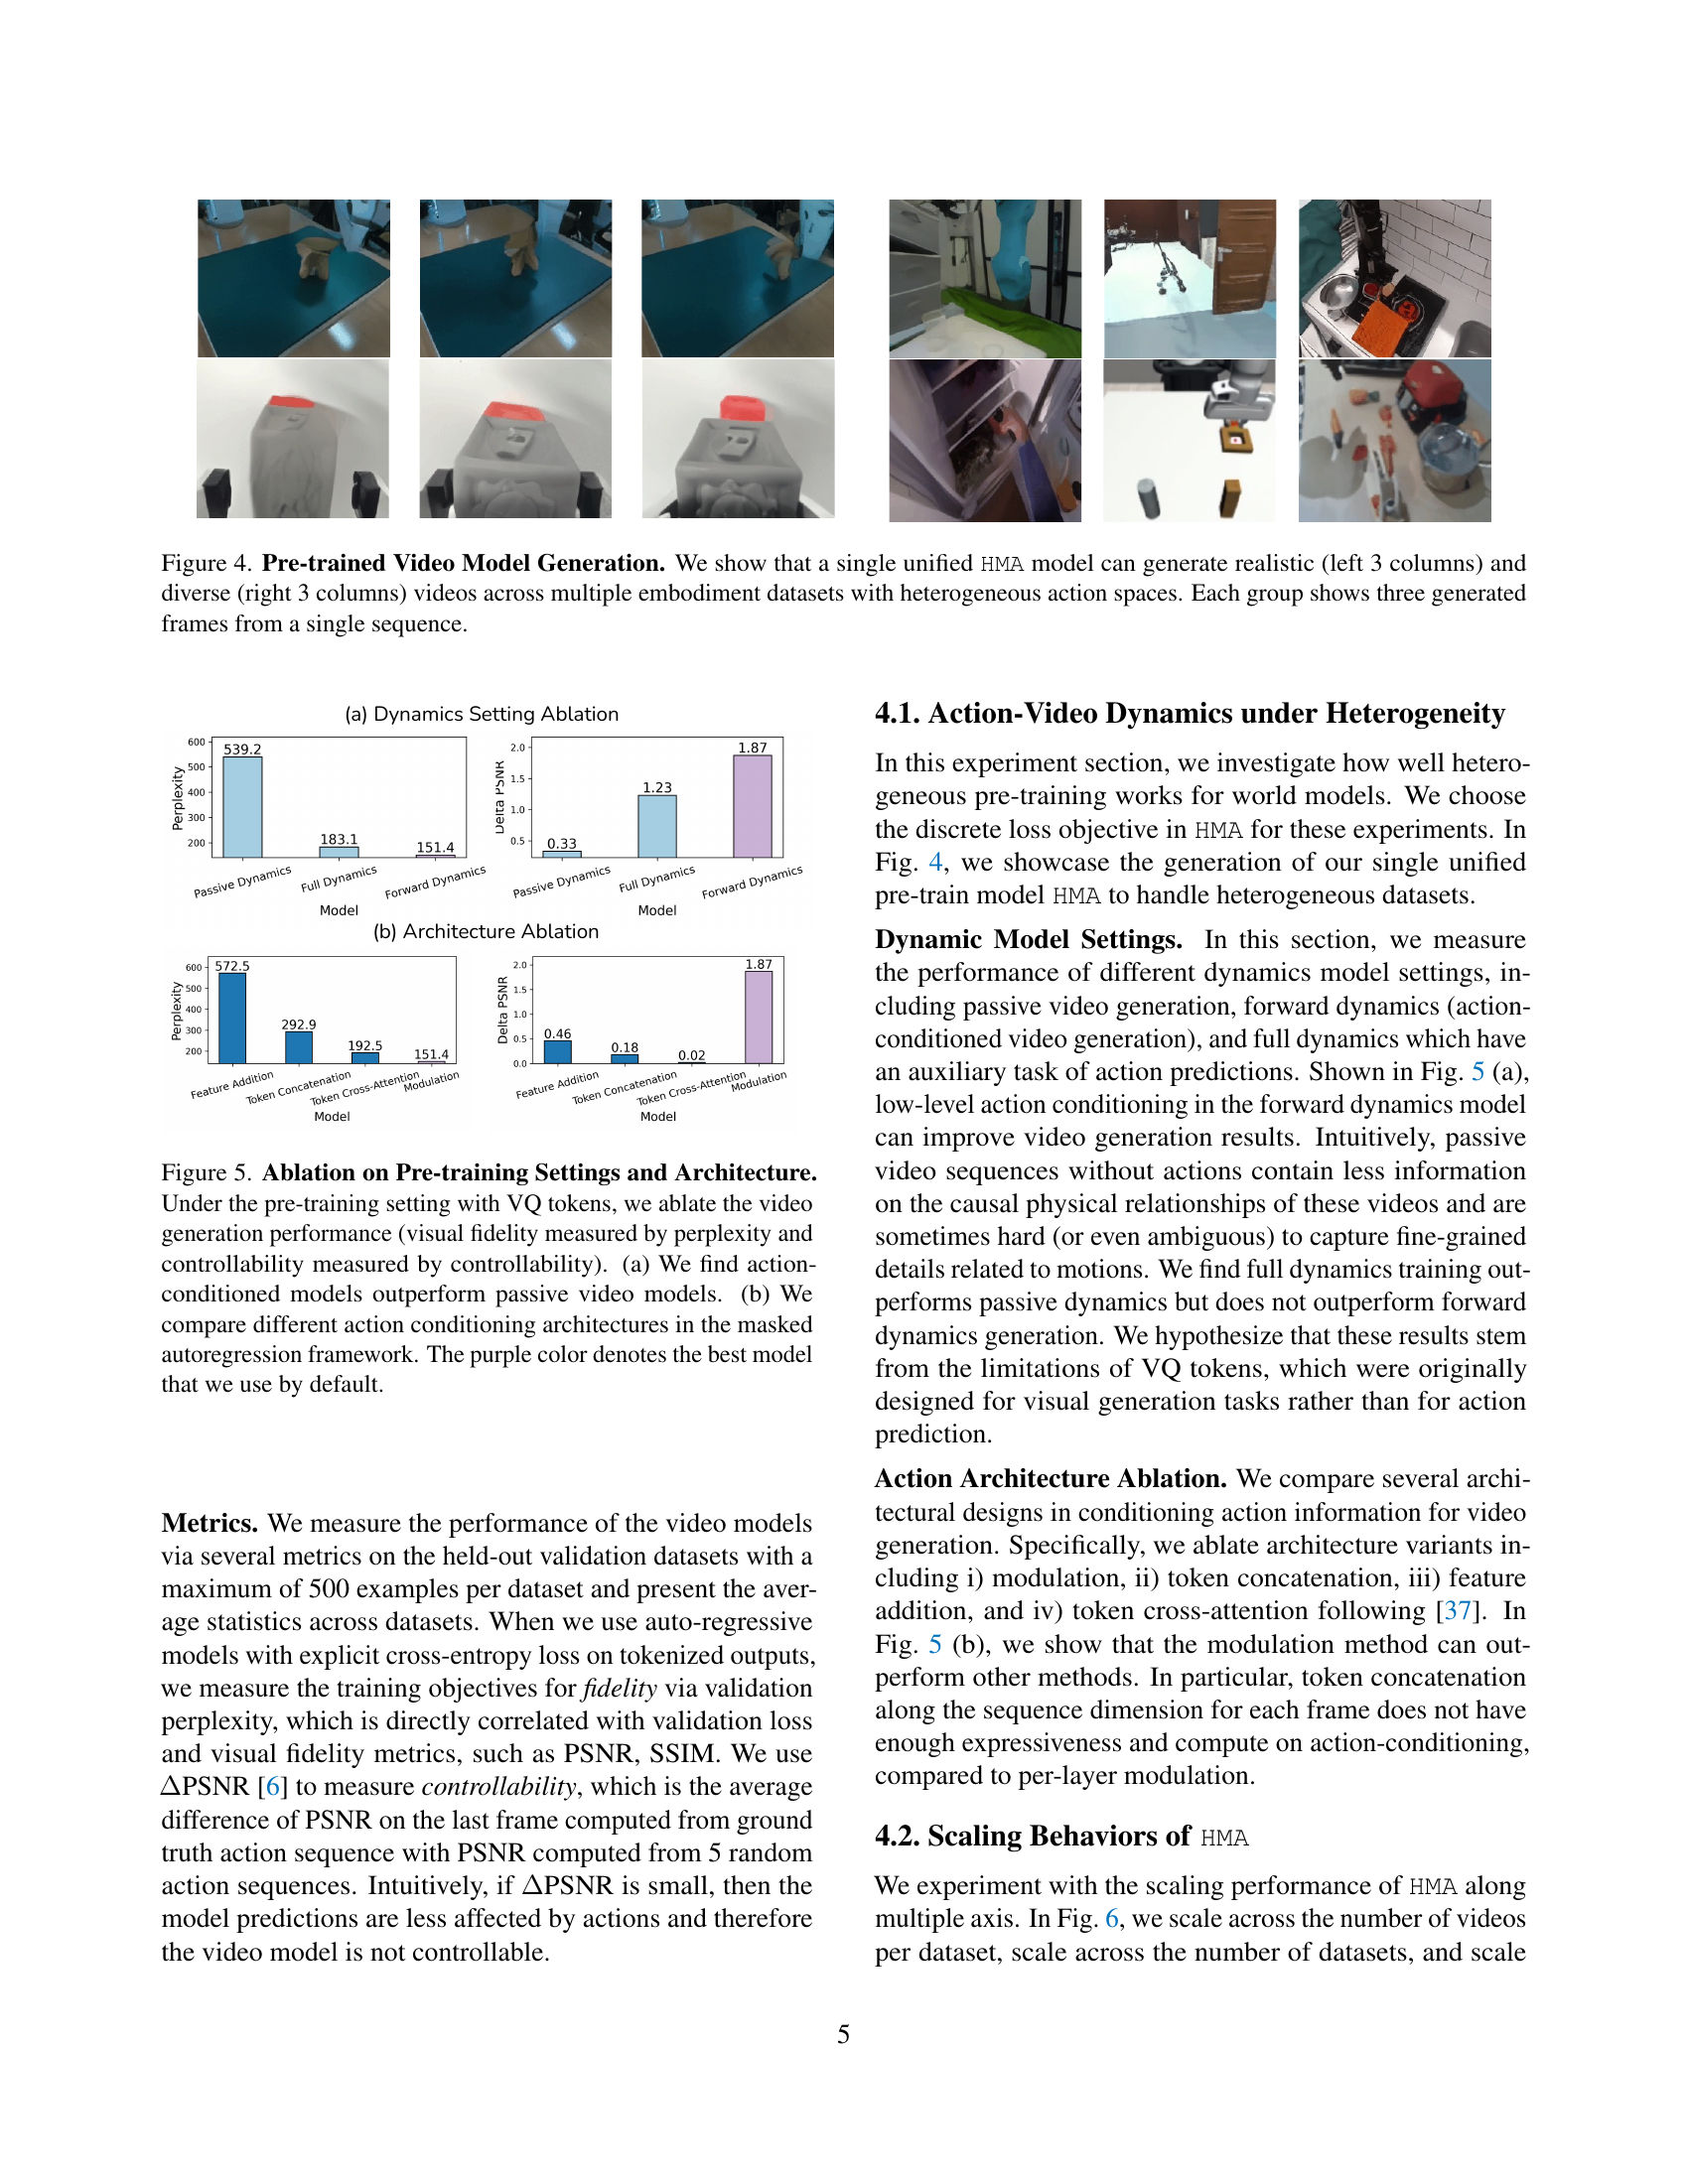 Figure 4. Pre-trained Video Model Generation. We show that a single unified HMA model can generate realistic (left 3 columns) and
diverse (right 3 columns) videos across multiple embodiment datasets with heterogeneous action spaces. Each group shows three generated
frames from a single sequence.
(a) Dynamics Setting Ablation
600
500
400
300
200
Perplexity
539.2
183.1
151.4
Passive Dynamics
Full Dynamics
Forward Dynamics
Model
2.0
1.5
1.0
0.5
Delta PSNR
0.33
1.23
1.87
Passive Dynamics
Full Dynamics
Forward Dynamics
Model
(b) Architecture Ablation
600
500
400
300
200
Perplexity
572.5
292.9
192.5
151.4
Feature Addition
Token Concatenation
Token Cross-Attention
Modulation
Model
2.0
1.5
1.0
0.5
0.0
Delta PSNR
0.46
0.18
0.02
1.87
Feature Addition
Token Concatenation
Token Cross-Attention
Modulation
Model
Figure 5. Ablation on Pre-training Settings and Architecture.
Under the pre-training setting with VQ tokens, we ablate the video
generation performance (visual fidelity measured by perplexity and
controllability measured by controllability). (a) We find action-
conditioned models outperform passive video models. (b) We
compare different action conditioning architectures in the masked
autoregression framework. The purple color denotes the best model
that we use by default.
Metrics. We measure the performance of the video models
via several metrics on the held-out validation datasets with a
maximum of 500 examples per dataset and present the aver-
age statistics across datasets. When we use auto-regressive
models with explicit cross-entropy loss on tokenized outputs,
we measure the training objectives for fidelity via validation
perplexity, which is directly correlated with validation loss
and visual fidelity metrics, such as PSNR, SSIM. We use
ΔPSNR [6] to measure controllability, which is the average
difference of PSNR on the last frame computed from ground
truth action sequence with PSNR computed from 5 random
action sequences. Intuitively, if ΔPSNR is small, then the
model predictions are less affected by actions and therefore
the video model is not controllable.
4.1. Action-Video Dynamics under Heterogeneity
In this experiment section, we investigate how well hetero-
geneous pre-training works for world models. We choose
the discrete loss objective in HMA for these experiments. In
Fig. 4, we showcase the generation of our single unified
pre-train model HMA to handle heterogeneous datasets.
Dynamic Model Settings. In this section, we measure
the performance of different dynamics model settings, in-
cluding passive video generation, forward dynamics (action-
conditioned video generation), and full dynamics which have
an auxiliary task of action predictions. Shown in Fig. 5 (a),
low-level action conditioning in the forward dynamics model
can improve video generation results. Intuitively, passive
video sequences without actions contain less information
on the causal physical relationships of these videos and are
sometimes hard (or even ambiguous) to capture fine-grained
details related to motions. We find full dynamics training out-
performs passive dynamics but does not outperform forward
dynamics generation. We hypothesize that these results stem
from the limitations of VQ tokens, which were originally
designed for visual generation tasks rather than for action
prediction.
Action Architecture Ablation. We compare several archi-
tectural designs in conditioning action information for video
generation. Specifically, we ablate architecture variants in-
cluding i) modulation, ii) token concatenation, iii) feature
addition, and iv) token cross-attention following [37]. In
Fig. 5 (b), we show that the modulation method can out-
perform other methods. In particular, token concatenation
along the sequence dimension for each frame does not have
enough expressiveness and compute on action-conditioning,
compared to per-layer modulation.
4.2. Scaling Behaviors of HMA
We experiment with the scaling performance of HMA along
multiple axis. In Fig. 6, we scale across the number of videos
per dataset, scale across the number of datasets, and scale
5